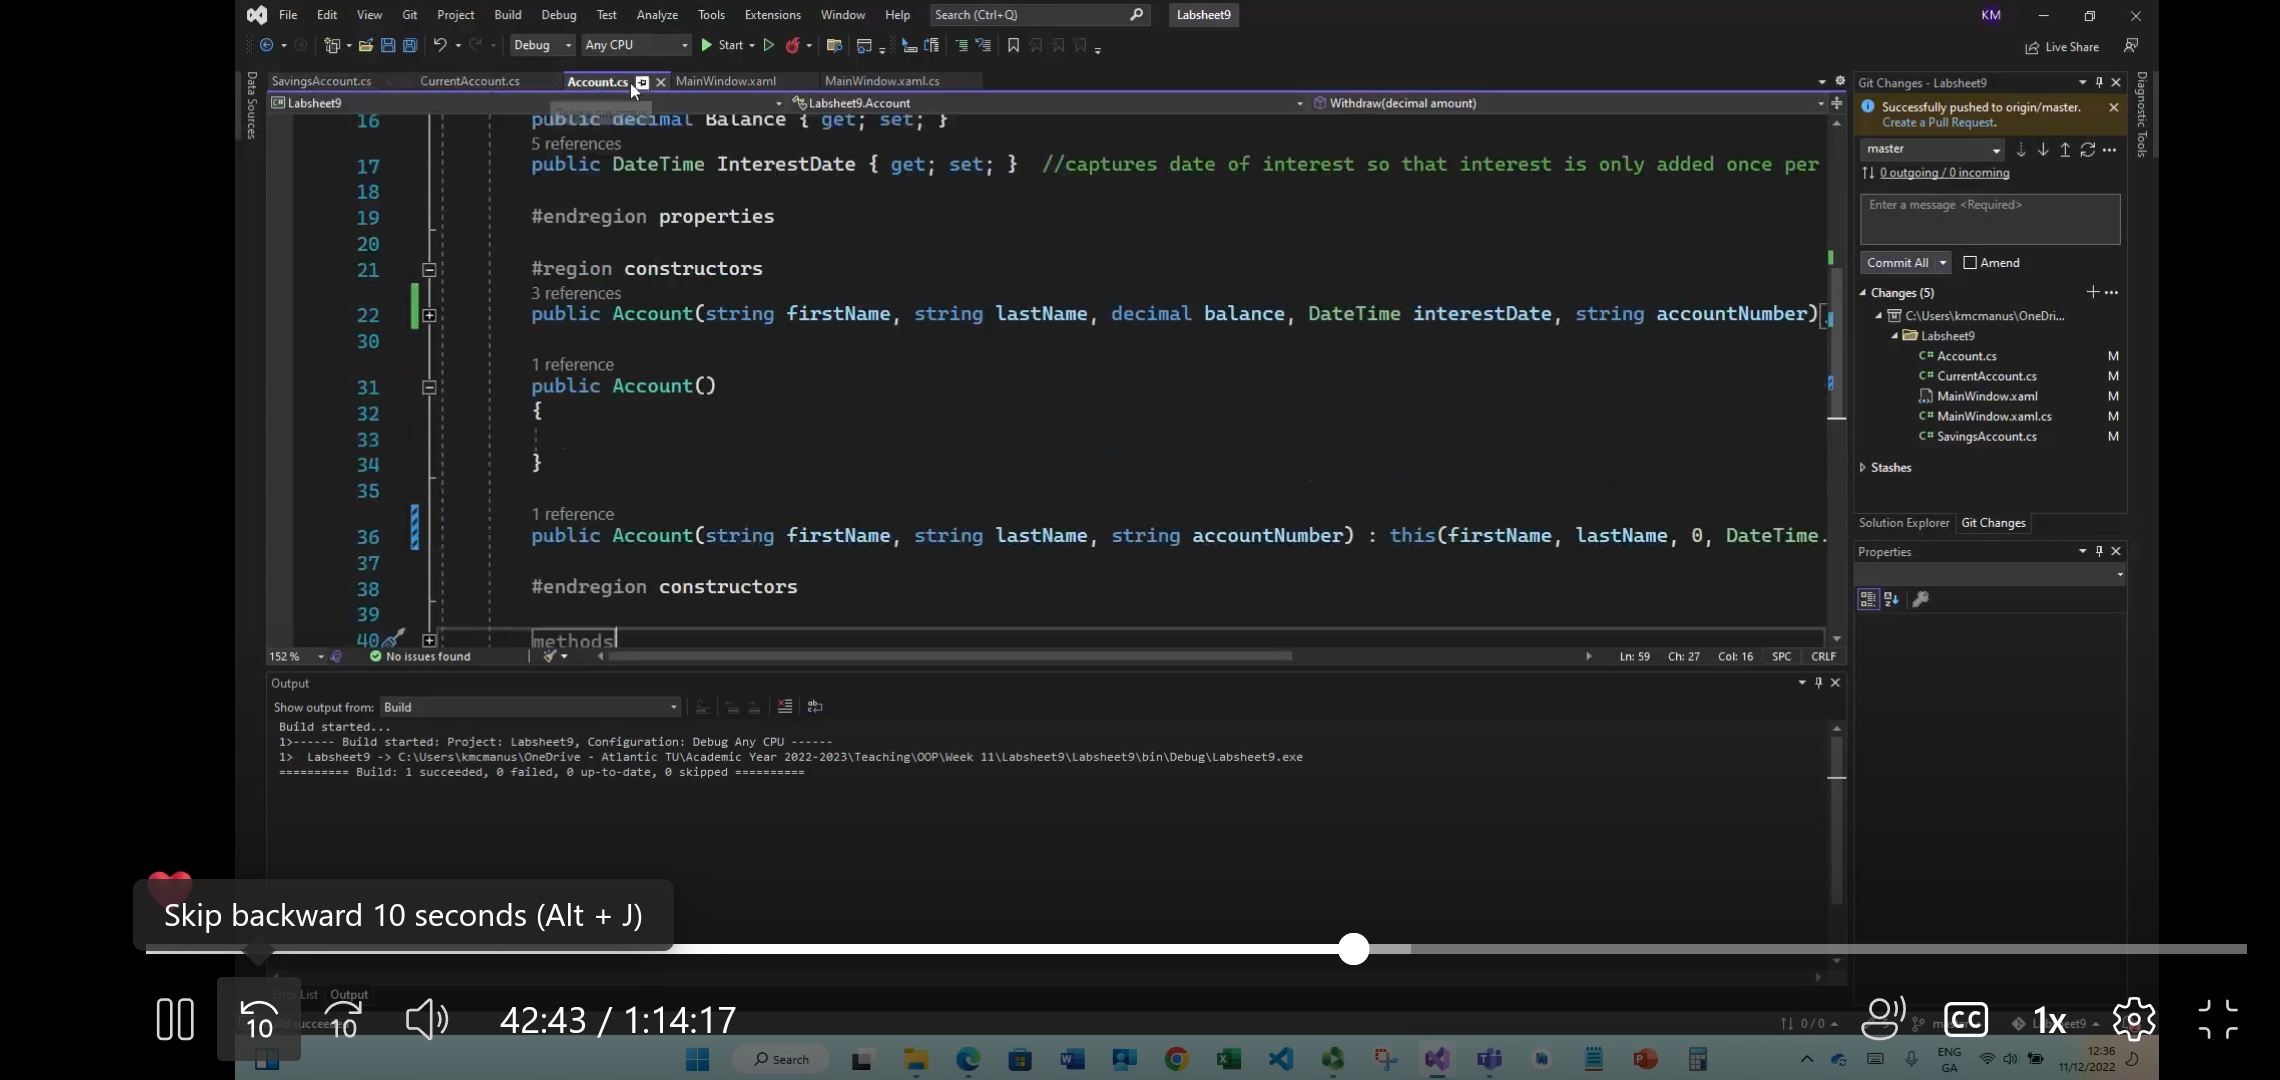 File Edit View Git Project Build Debug Test Analyze Tools Extensions Window Help Search (Ctrl+Q) Labsheet9 KM
Debug Any CPU Start Live Share
Data Sources
SavingsAccount.cs CurrentAccount.cs Account.cs MainWindow.xaml MainWindow.xaml.cs
Labsheet9 Labsheet9.Account Withdraw(decimal amount)
16 public decimal Balance { get; set; }
5 references
17 public DateTime InterestDate { get; set; } //captures date of interest so that interest is only added once per
18
19 #endregion properties
20
21 #region constructors
3 references
22 public Account(string firstName, string lastName, decimal balance, DateTime interestDate, string accountNumber)
30
1 reference
31 public Account()
32 {
33
34 }
35
1 reference
36 public Account(string firstName, string lastName, string accountNumber) : this(firstName, lastName, 0, DateTime.
37
38 #endregion constructors
39
40 methods
152 % No issues found Ln: 59 Ch: 27 Col: 16 SPC CRLF
Output
Show output from: Build
Build started...
1>------ Build started: Project: Labsheet9, Configuration: Debug Any CPU ------
1> Labsheet9 -> C:\Users\kmcmanus\OneDrive - Atlantic TU\Academic Year 2022-2023\Teaching\OOP\Week 11\Labsheet9\Labsheet9\bin\Debug\Labsheet9.exe
========== Build: 1 succeeded, 0 failed, 0 up-to-date, 0 skipped ==========
Git Changes - Labsheet9
Successfully pushed to origin/master.
Create a Pull Request.
master
0 outgoing / 0 incoming
Enter a message <Required>
Commit All Amend
Changes (5)
C:\Users\kmcmanus\OneDri...
Labsheet9
C# Account.cs M
C# CurrentAccount.cs M
MainWindow.xaml M
C# MainWindow.xaml.cs M
C# SavingsAccount.cs M
Stashes
Solution Explorer Git Changes
Properties
Diagnostic Tools
Skip backward 10 seconds (Alt + J)
Error List Output
10 10 42:43 / 1:14:17 CC 1x
0 / 0
Search ENG GA 12:36 11/12/2022